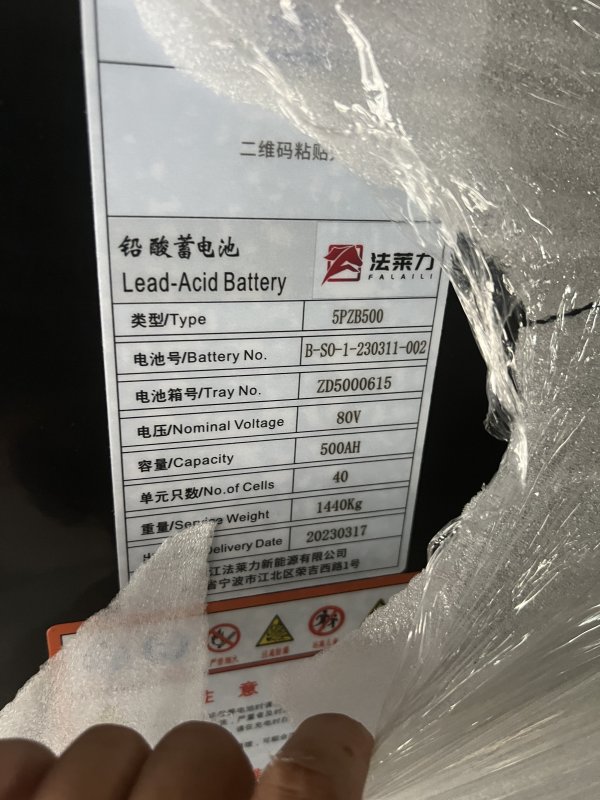 二维码粘贴
铅酸蓄电池
Lead-Acid Battery
法莱力
FALAILI
类型/Type 5PZB500
电池号/Battery No. B-SO-1-230311-002
电池箱号/Tray No. ZD5000615
电压/Nominal Voltage 80V
容量/Capacity 500AH
单元只数/No.of Cells 40
重量/Service Weight 1440Kg
Delivery Date 20230317
江法莱力新能源有限公司
省宁波市江北区荣吉西路1号
注意